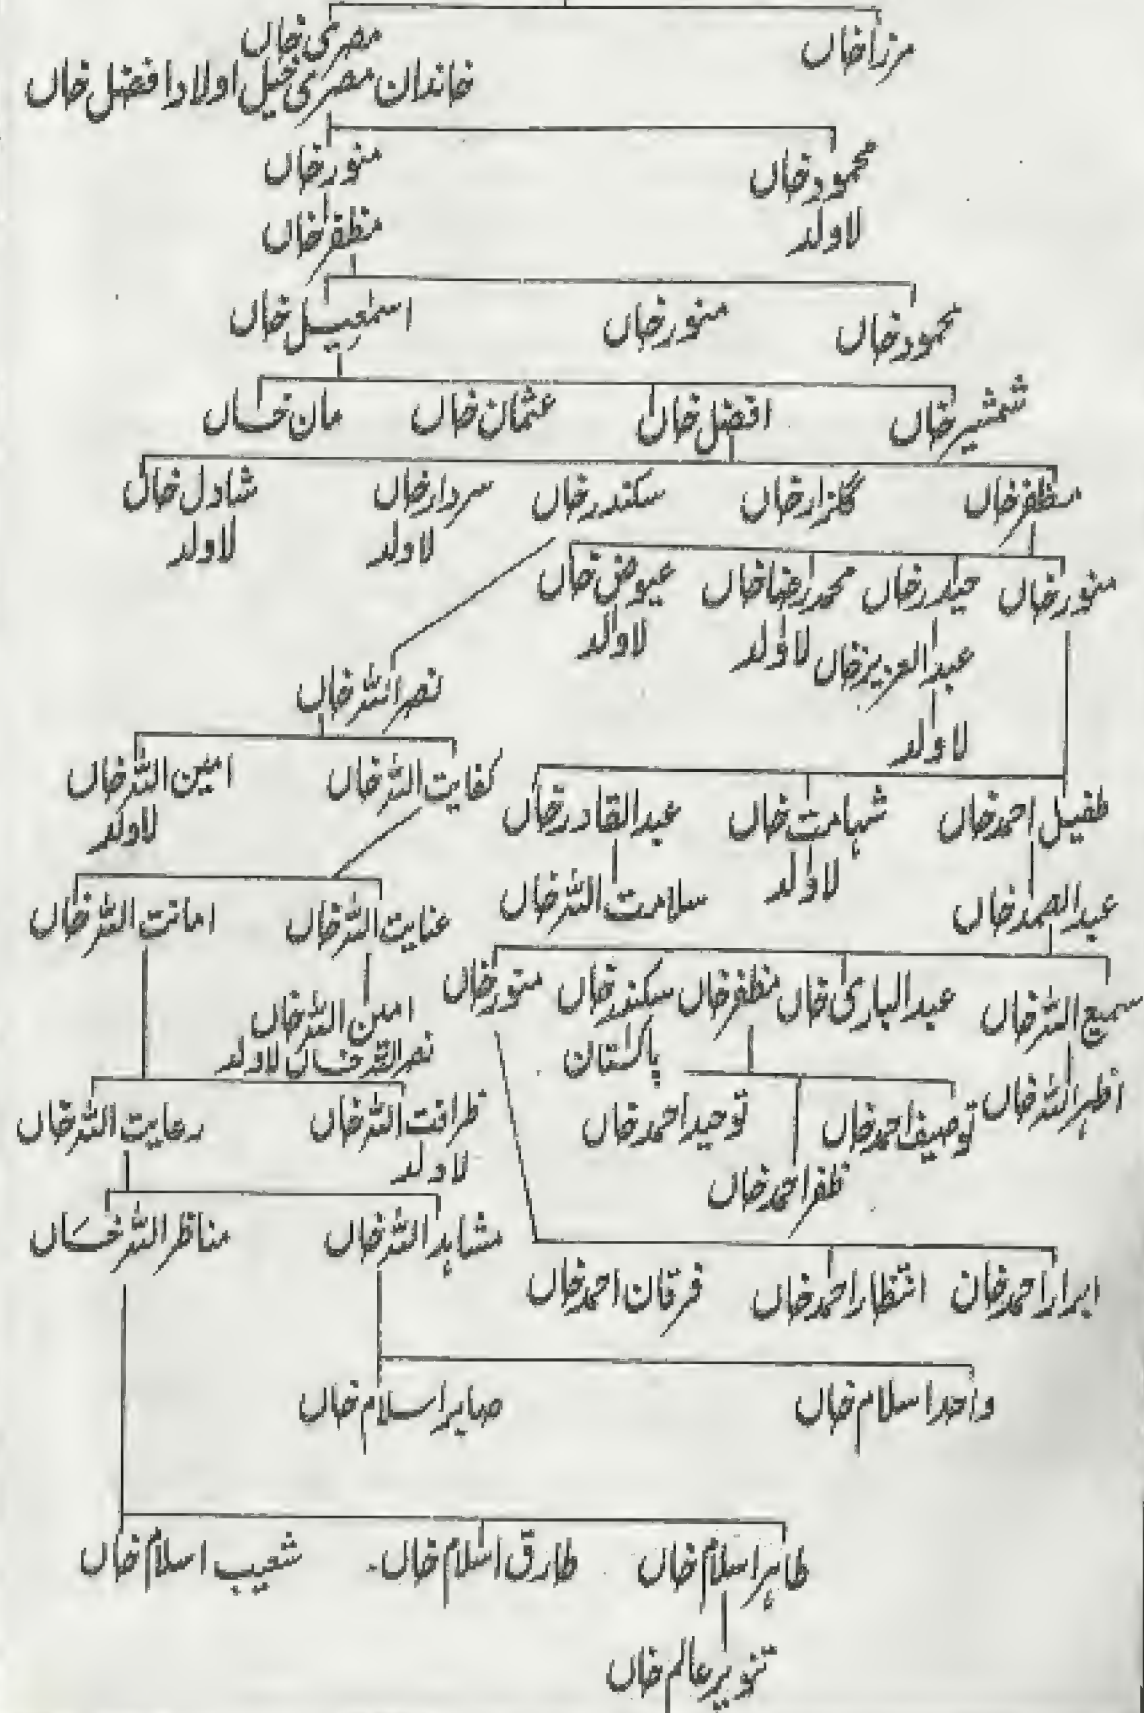 مرزا خاں
مصری خاں
خاندان مصری خیل اولاد افضل خاں
محمود خاں
لاولد
منور خاں
مظفر خاں
محمود خاں
منور خاں
اسمٰعیل خاں
شمشیر خاں
افضل خاں
عثمان خاں
مان خاں
مظفر خاں
گلزار خاں
سکندر خاں
سردار خاں
لاولد
شادل خاں
لاولد
منور خاں
حیدر خاں
محمد رضا خاں
لاولد
عیوض خاں
لاولد
عبدالعزیز خاں
لاولد
نصر اللہ خاں
کفایت اللہ خاں
امین اللہ خاں
لاولد
طفیل احمد خاں
شہامت خاں
لاولد
عبدالقادر خاں
سلامت اللہ خاں
عبدالصمد خاں
عنایت اللہ خاں
امانت اللہ خاں
سمیع اللہ خاں
عبدالباری خاں
مظفر خاں
سکندر خاں
پاکستان
منور خاں
امین اللہ خاں
نصر اللہ خاں لاولد
اظہر اللہ خاں
توصیف احمد خاں
توحید احمد خاں
ظفر احمد خاں
ظرافت اللہ خاں
لاولد
رعایت اللہ خاں
مشاہد اللہ خاں
مناظر اللہ خاں
ابرار احمد خان
انتظار احمد خاں
فرقان احمد خاں
واحد اسلام خاں
صابر اسلام خاں
طاہر اسلام خاں
طارق اسلام خاں
شعیب اسلام خاں
تنویر عالم خاں